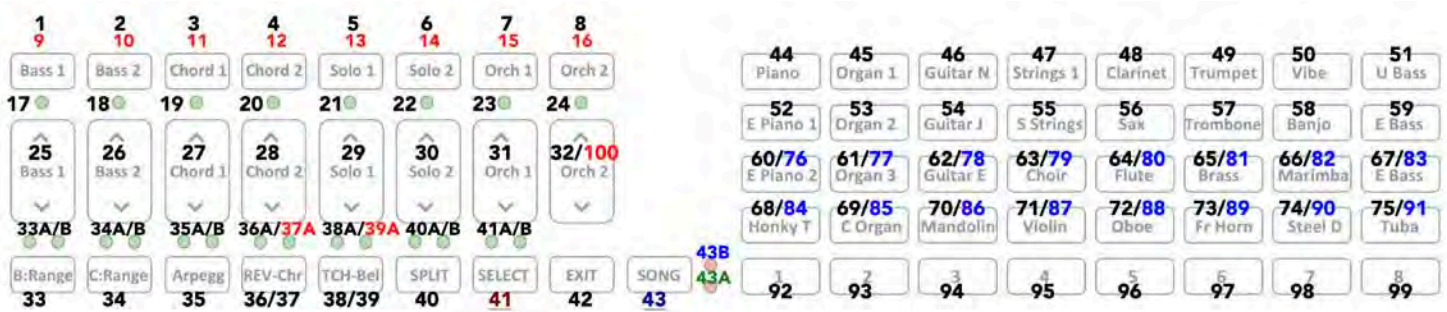 1 2 3 4 5 6 7 8
9 10 11 12 13 14 15 16
Bass 1 Bass 2 Chord 1 Chord 2 Solo 1 Solo 2 Orch 1 Orch 2
17 18 19 20 21 22 23 24
25 26 27 28 29 30 31 32/100
Bass 1 Bass 2 Chord 1 Chord 2 Solo 1 Solo 2 Orch 1 Orch 2
33A/B 34A/B 35A/B 36A/37A 38A/39A 40A/B 41A/B
B:Range C:Range Arpegg REV-Chr TCH-Bel SPLIT SELECT EXIT SONG
33 34 35 36/37 38/39 40 41 42 43
43B
43A
44 45 46 47 48 49 50 51
Piano Organ 1 Guitar N Strings 1 Clarinet Trumpet Vibe U Bass
52 53 54 55 56 57 58 59
E Piano 1 Organ 2 Guitar J S Strings Sax Trombone Banjo E Bass
60/76 61/77 62/78 63/79 64/80 65/81 66/82 67/83
E Piano 2 Organ 3 Guitar E Choir Flute Brass Marimba E Bass
68/84 69/85 70/86 71/87 72/88 73/89 74/90 75/91
Honky T C Organ Mandolin Violin Oboe Fr Horn Steel D Tuba
1 2 3 4 5 6 7 8
92 93 94 95 96 97 98 99